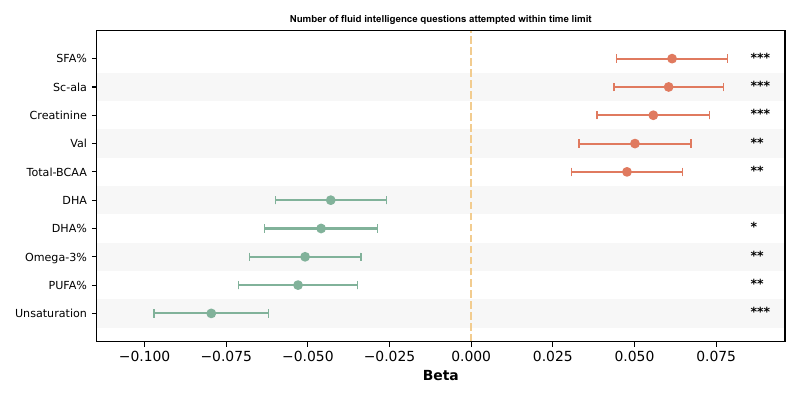 Number of fluid intelligence questions attempted within time limit
SFA% ***
Sc-ala ***
Creatinine ***
Val **
Total-BCAA **
DHA
DHA% *
Omega-3% **
PUFA% **
Unsaturation ***
−0.100 −0.075 −0.050 −0.025 0.000 0.025 0.050 0.075
Beta